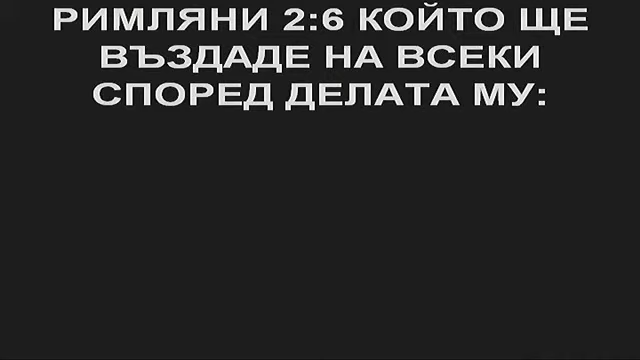 РИМЛЯНИ 2:6 КОЙТО ЩЕ
ВЪЗДАДЕ НА ВСЕКИ
СПОРЕД ДЕЛАТА МУ: